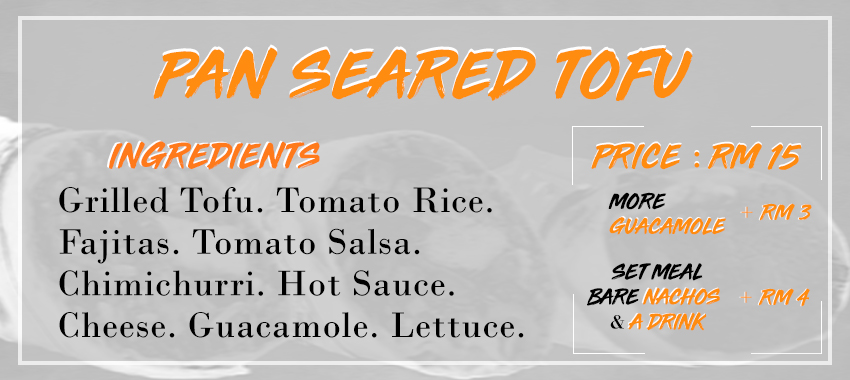 PAN SEARED TOFU
INGREDIENTS
Grilled Tofu. Tomato Rice.
Fajitas. Tomato Salsa.
Chimichurri. Hot Sauce.
Cheese. Guacamole. Lettuce.
PRICE : RM 15
MORE
GUACAMOLE + RM 3
SET MEAL
BARE NACHOS + RM 4
& A DRINK